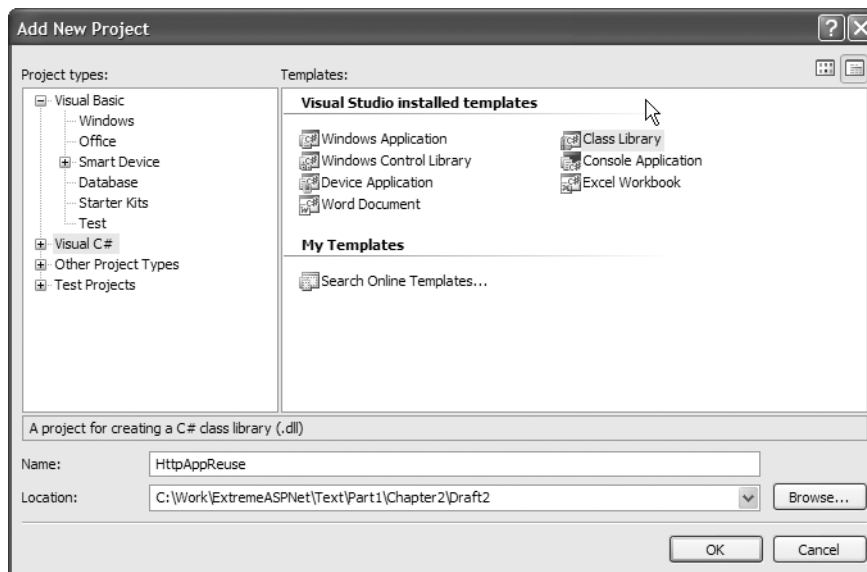 Add New Project
Project types:
Templates:
Visual Basic
Windows
Office
Smart Device
Database
Starter Kits
Test
Visual C#
Other Project Types
Test Projects
Visual Studio installed templates
Windows Application
Windows Control Library
Device Application
Word Document
Class Library
Console Application
Excel Workbook
My Templates
Search Online Templates...
A project for creating a C# class library (.dll)
Name:
HttpAppReuse
Location:
C:\Work\ExtremeASPNet\Text\Part1\Chapter2\Draft2
Browse...
OK
Cancel